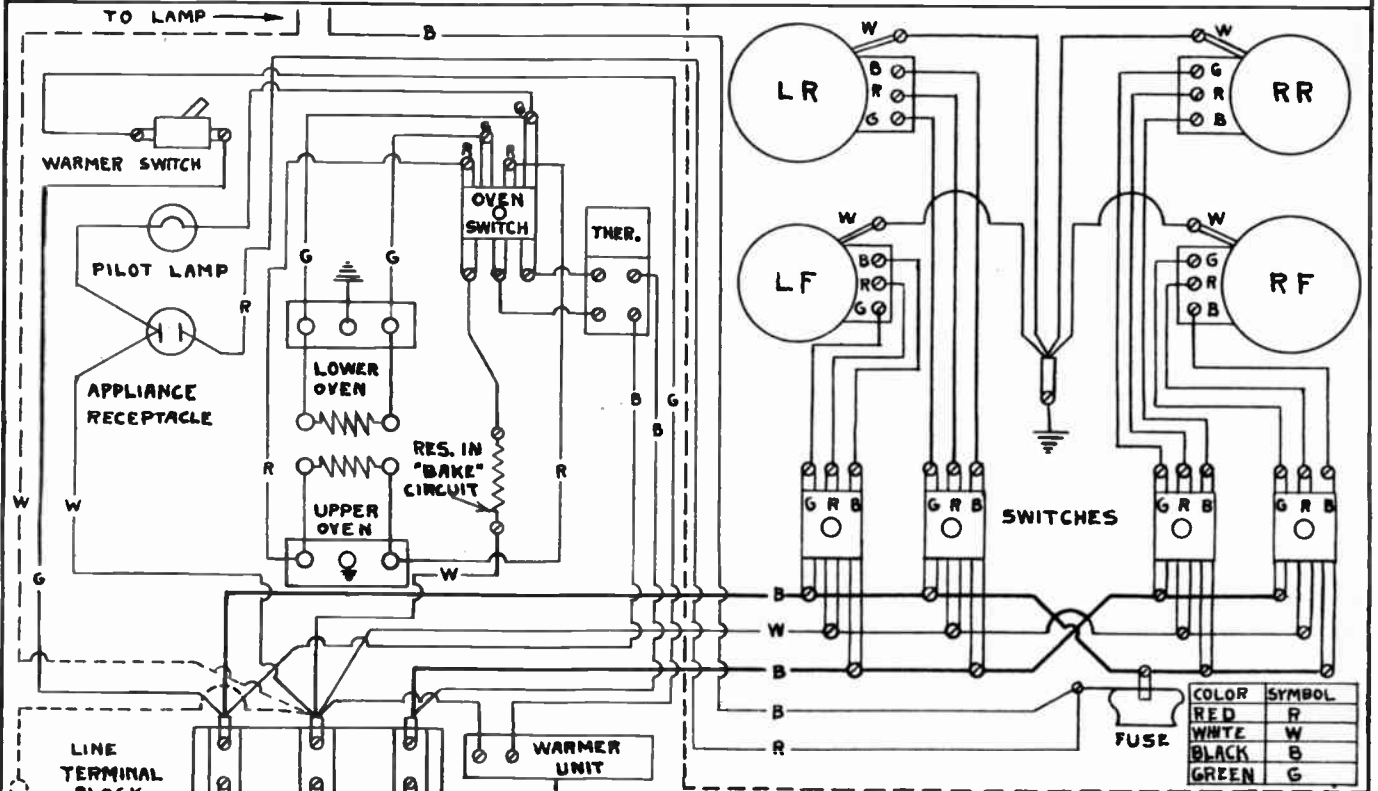 TO LAMP
B
W
W
LR
B
R
G
G
R
B
RR
G
G
R
R
WARMER SWITCH
OVEN
SWITCH
THER.
W
W
PILOT LAMP
G
G
LF
B
R
G
G
R
B
RF
R
LOWER
OVEN
APPLIANCE
RECEPTACLE
B
G
B
RES. IN
"BAKE"
CIRCUIT
R
R
W
W
UPPER
OVEN
G R B
G R B
SWITCHES
G R B
G R B
G
W
B
W
B
B
R
LINE
TERMINAL
BLOCK
WARMER
UNIT
FUSE
COLOR SYMBOL
RED R
WHITE W
BLACK B
GREEN G